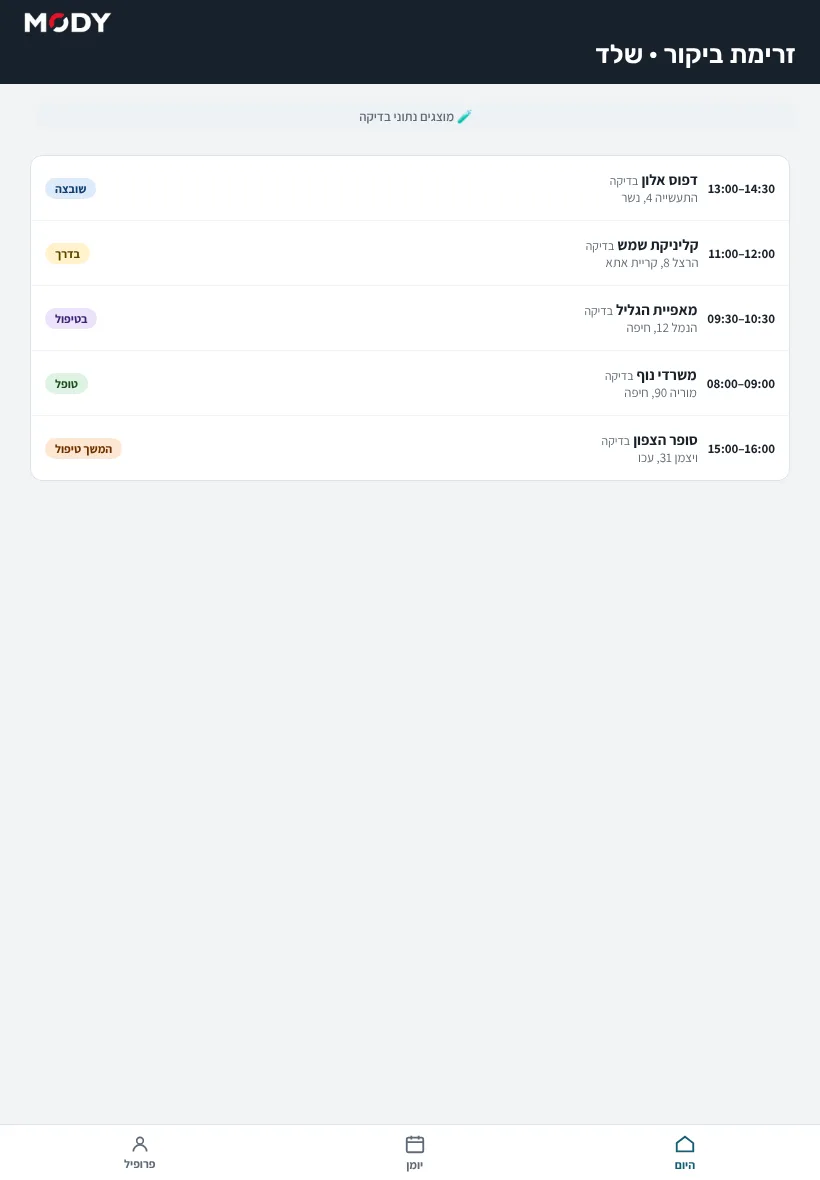 MODY
זרימת ביקור • שלד
🧪 מוצגים נתוני בדיקה
13:00–14:30
דפוס אלון בדיקה
התעשייה 4, נשר
שובצה
11:00–12:00
קליניקת שמש בדיקה
הרצל 8, קריית אתא
בדרך
09:30–10:30
מאפיית הגליל בדיקה
הנמל 12, חיפה
בטיפול
08:00–09:00
משרדי נוף בדיקה
מוריה 90, חיפה
טופל
15:00–16:00
סופר הצפון בדיקה
ויצמן 31, עכו
המשך טיפול
היום
יומן
פרופיל